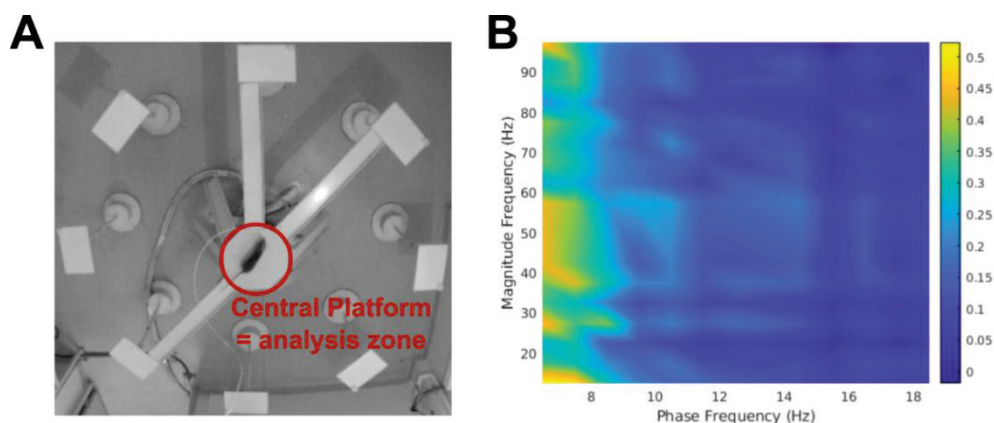 A
Central Platform
= analysis zone
B
Magnitude Frequency (Hz)
90
80
70
60
50
40
30
20
8 10 12 14 16 18
Phase Frequency (Hz)
0.5
0.45
0.4
0.35
0.3
0.25
0.2
0.15
0.1
0.05
0